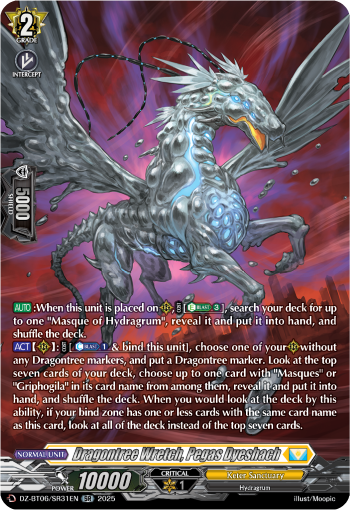 2
GRADE
INTERCEPT
5000
SHIELD
AUTO :When this unit is placed on R :COST [ C BLAST 3 ], search your deck for up
to one "Masque of Hydragrum", reveal it and put it into hand, and
shuffle the deck.
ACT [ R ] 1 :COST [ C BLAST 1 & bind this unit], choose one of your R without
any Dragontree markers, and put a Dragontree marker. Look at the top
seven cards of your deck, choose up to one card with "Masques" or
"Griphogila" in its card name from among them, reveal it and put it into
hand, and shuffle the deck. When you would look at the deck by this
ability, if your bind zone has one or less cards with the same card name
as this card, look at all of the deck instead of the top seven cards.
NORMAL UNIT
Dragontree Wretch, Pegas Dyeshach
POWER 10000
CRITICAL
1
Keter Sanctuary
Hydragrum
DZ-BT06/SR31EN SR 2025
Illust/Moopic